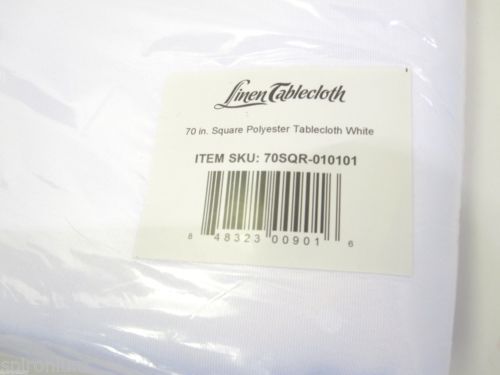 Linen Tablecloth
70 in. Square Polyester Tablecloth White
ITEM SKU: 70SQR-010101
8 48323 00901 6